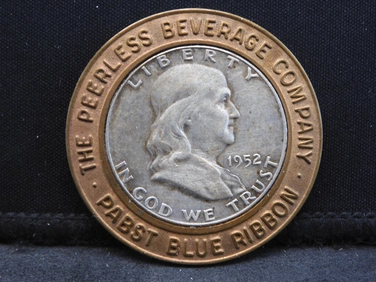 · THE PEERLESS BEVERAGE COMPANY ·
PABST BLUE RIBBON
LIBERTY
1952
IN GOD WE TRUST